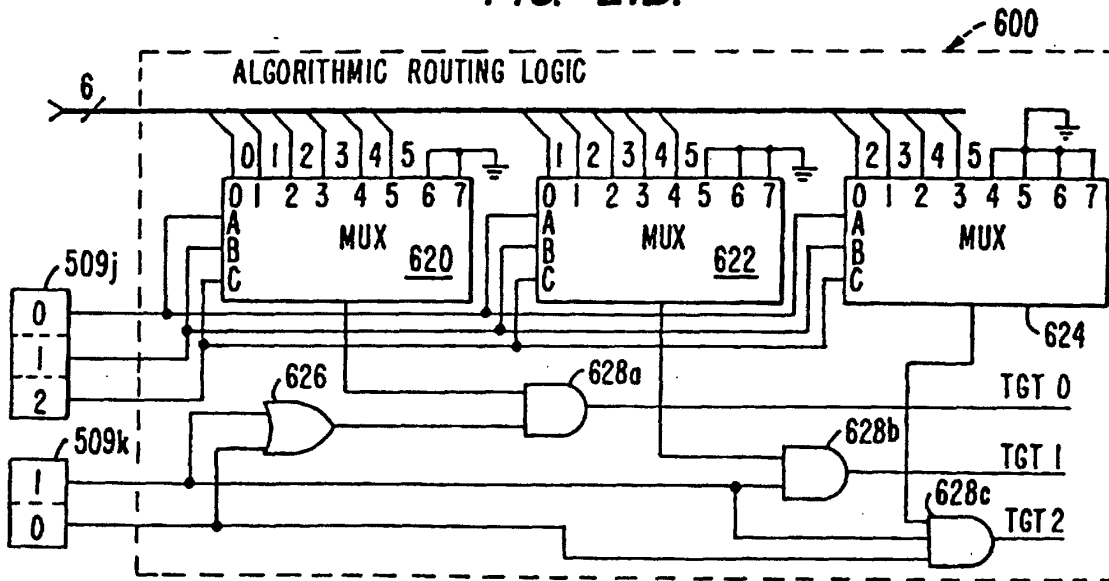 FIG. 21B.
600
ALGORITHMIC ROUTING LOGIC
6
0 1 2 3 4 5
1 2 3 4 5
2 3 4 5
0 1 2 3 4 5 6 7
0 1 2 3 4 5 6 7
0 1 2 3 4 5 6 7
A
B
C
MUX
620
A
B
C
MUX
622
A
B
C
MUX
624
509j
0
1
2
626
628a
TGT 0
509k
1
0
628b
TGT 1
628c
TGT 2